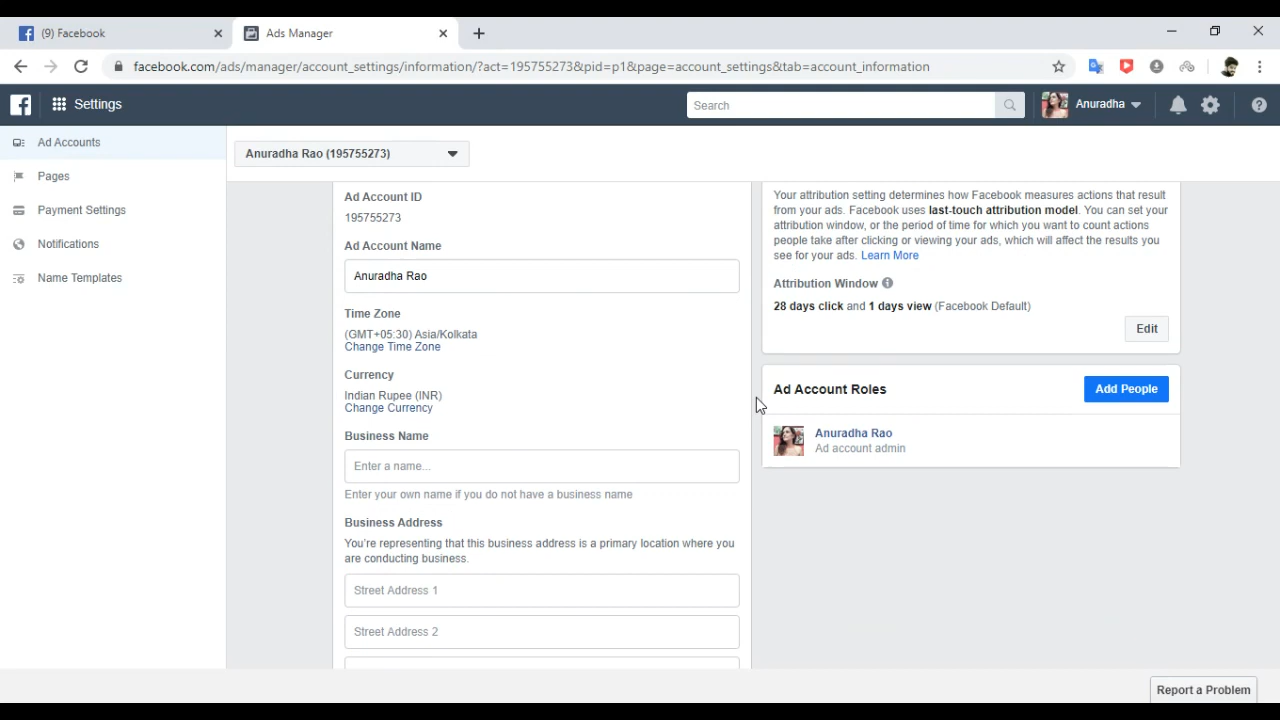 (9) Facebook
Ads Manager
facebook.com/ads/manager/account_settings/information/?act=195755273&pid=p1&page=account_settings&tab=account_information
Settings
Search
Anuradha
Ad Accounts
Pages
Payment Settings
Notifications
Name Templates
Anuradha Rao (195755273)
Ad Account ID
195755273
Ad Account Name
Anuradha Rao
Time Zone
(GMT+05:30) Asia/Kolkata
Change Time Zone
Currency
Indian Rupee (INR)
Change Currency
Business Name
Enter a name...
Enter your own name if you do not have a business name
Business Address
You're representing that this business address is a primary location where you
are conducting business.
Street Address 1
Street Address 2
Your attribution setting determines how Facebook measures actions that result
from your ads. Facebook uses last-touch attribution model. You can set your
attribution window, or the period of time for which you want to count actions
people take after clicking or viewing your ads, which will affect the results you
see for your ads. Learn More
Attribution Window
28 days click and 1 days view (Facebook Default)
Edit
Ad Account Roles
Add People
Anuradha Rao
Ad account admin
Report a Problem